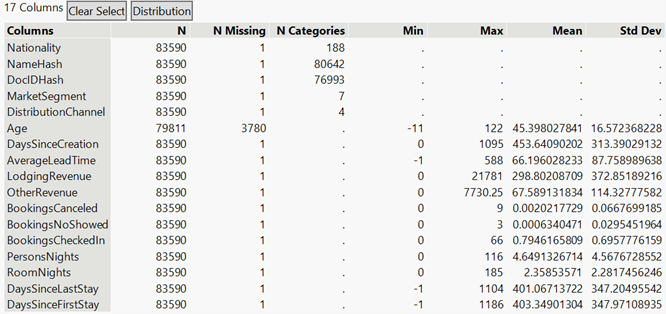 17 Columns Clear Select Distribution
Columns N N Missing N Categories Min Max Mean Std Dev
Nationality 83590 1 188 . . . .
NameHash 83590 1 80642 . . . .
DocIDHash 83590 1 76993 . . . .
MarketSegment 83590 1 7 . . . .
DistributionChannel 83590 1 4 . . . .
Age 79811 3780 . -11 122 45.398027841 16.572368228
DaysSinceCreation 83590 1 . 0 1095 453.64090202 313.39029132
AverageLeadTime 83590 1 . -1 588 66.196028233 87.758989638
LodgingRevenue 83590 1 . 0 21781 298.80208709 372.85189216
OtherRevenue 83590 1 . 0 7730.25 67.589131834 114.32777582
BookingsCanceled 83590 1 . 0 9 0.0020217729 0.0667699185
BookingsNoShowed 83590 1 . 0 3 0.0006340471 0.0295451964
BookingsCheckedIn 83590 1 . 0 66 0.7946165809 0.6957776159
PersonsNights 83590 1 . 0 116 4.6491326714 4.5676728552
RoomNights 83590 1 . 0 185 2.35853571 2.2817456246
DaysSinceLastStay 83590 1 . -1 1104 401.06713722 347.20495542
DaysSinceFirstStay 83590 1 . -1 1186 403.34901304 347.97108935